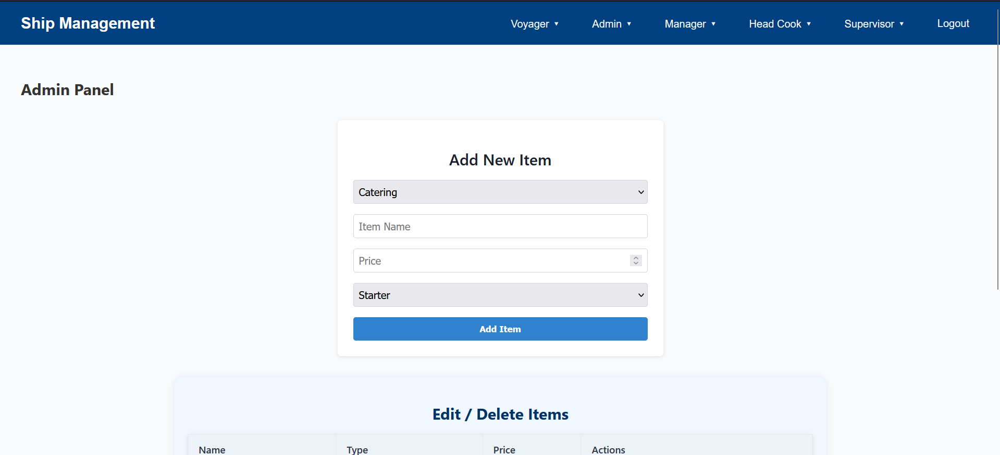 Ship Management
Voyager ▼ Admin ▼ Manager ▼ Head Cook ▼ Supervisor ▼ Logout
Admin Panel
Add New Item
Catering
Item Name
Price
Starter
Add Item
Edit / Delete Items
Name Type Price Actions